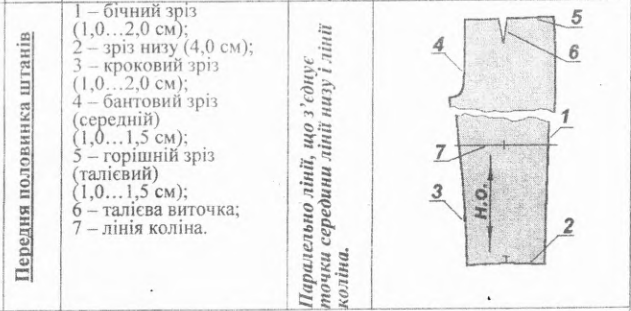 Передня половинка штанів
1 – бічний зріз
(1,0...2,0 см);
2 – зріз низу (4,0 см);
3 – кроковий зріз
(1,0...2,0 см);
4 – бантовий зріз
(середній)
(1,0...1,5 см);
5 – горішній зріз
(талієвий)
(1,0...1,5 см);
6 – талієва виточка;
7 – лінія коліна.
Паралельно лінії, що з'єднує
точки середини лінії низу і лінії
коліна.
5
4
6
1
7
3
Н.О.
2